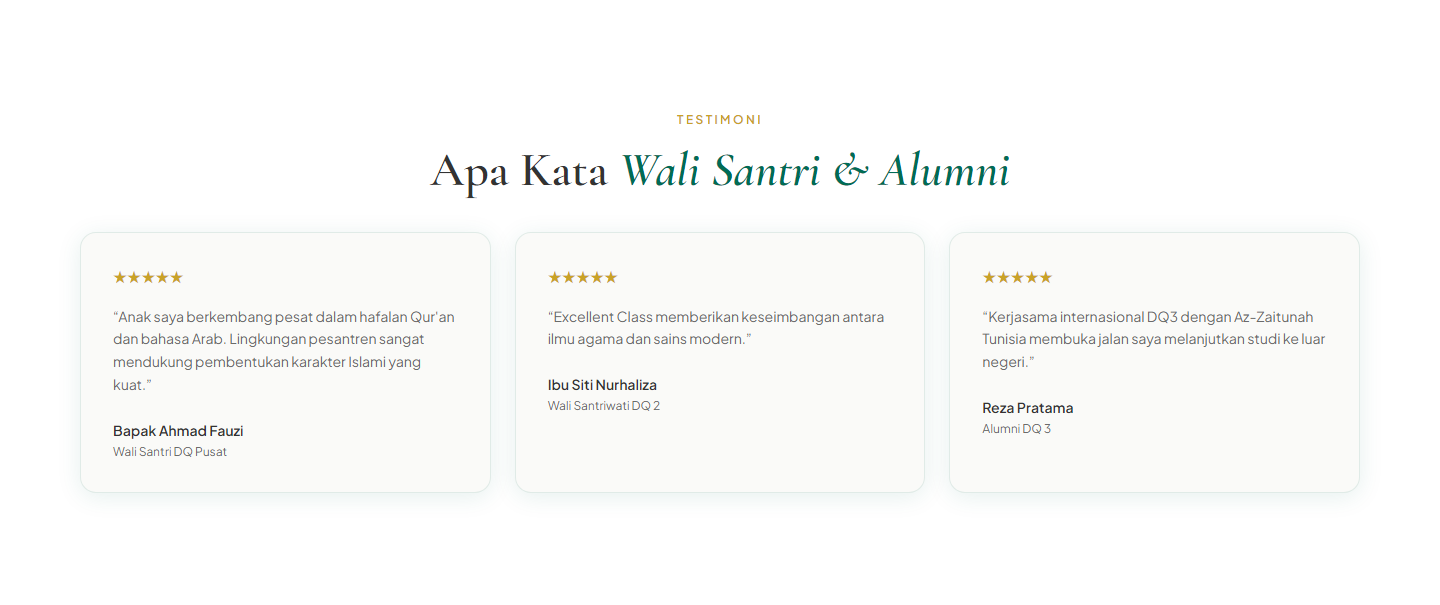 TESTIMONI
Apa Kata Wali Santri & Alumni
★★★★★
“Anak saya berkembang pesat dalam hafalan Qur'an
dan bahasa Arab. Lingkungan pesantren sangat
mendukung pembentukan karakter Islami yang
kuat.”
Bapak Ahmad Fauzi
Wali Santri DQ Pusat
★★★★★
“Excellent Class memberikan keseimbangan antara
ilmu agama dan sains modern.”
Ibu Siti Nurhaliza
Wali Santriwati DQ 2
★★★★★
“Kerjasama internasional DQ3 dengan Az-Zaitunah
Tunisia membuka jalan saya melanjutkan studi ke luar
negeri.”
Reza Pratama
Alumni DQ 3